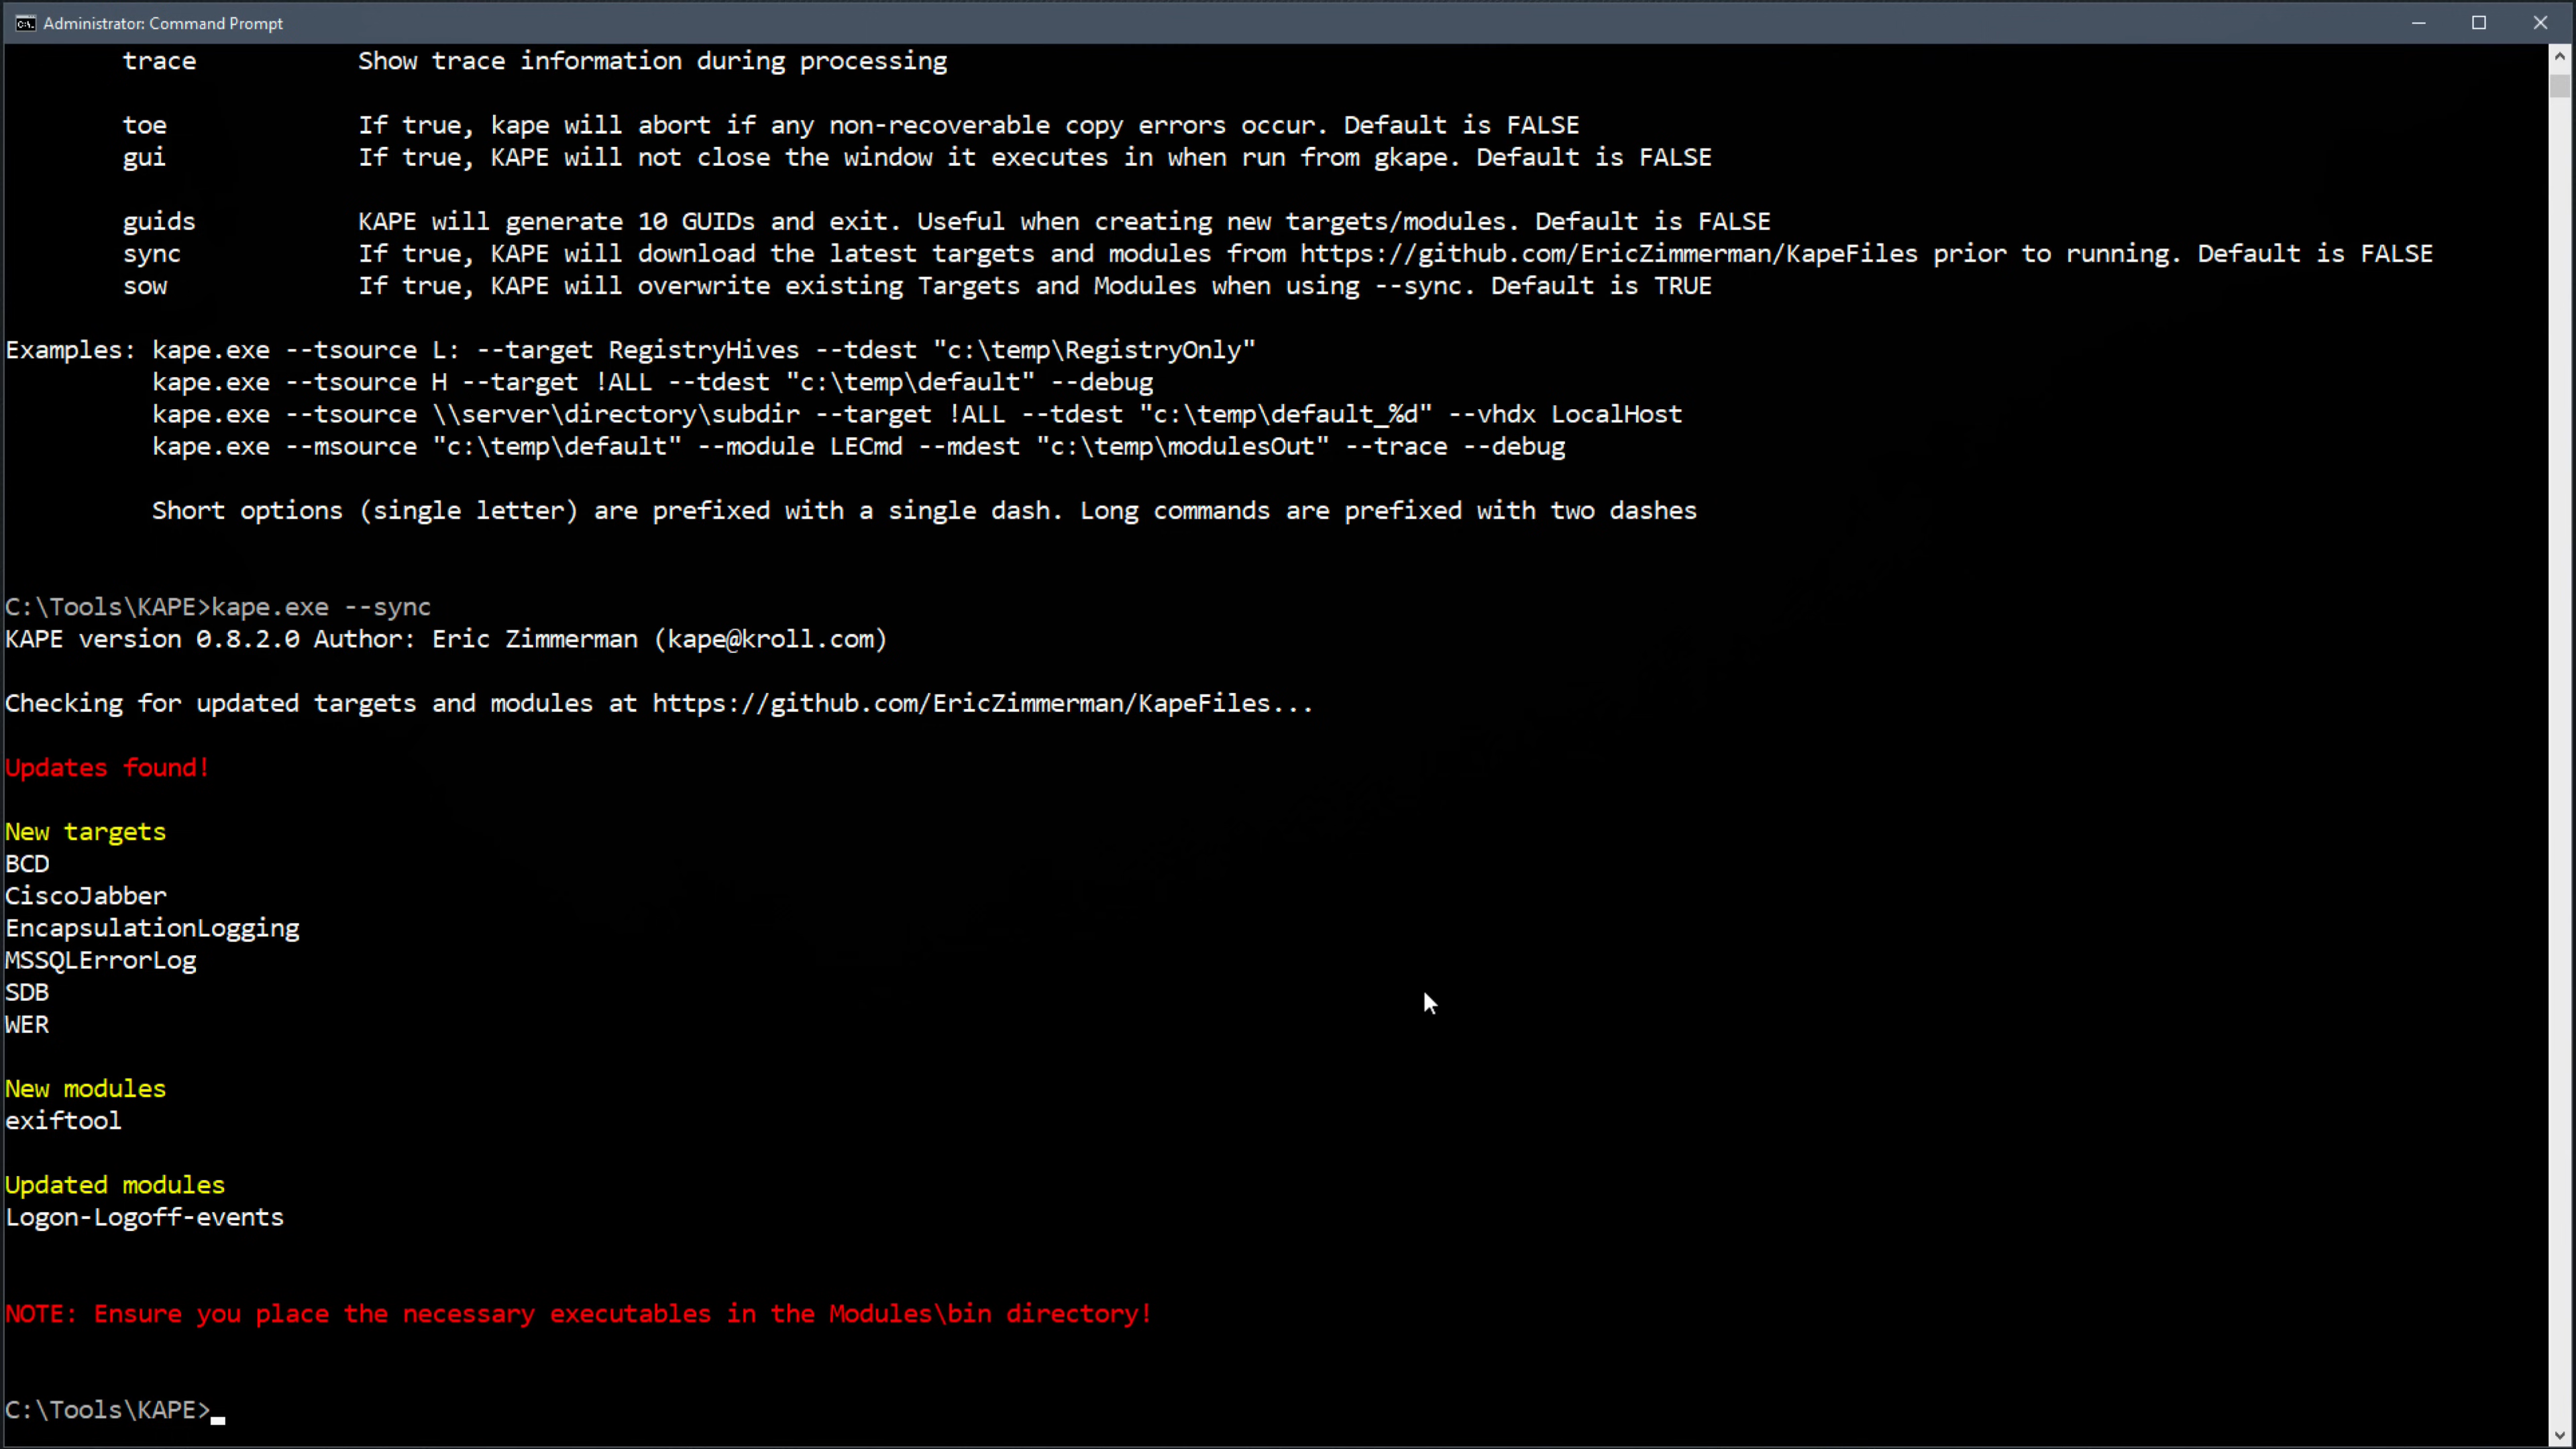 Administrator: Command Prompt
trace Show trace information during processing
toe If true, kape will abort if any non-recoverable copy errors occur. Default is FALSE
gui If true, KAPE will not close the window it executes in when run from gkape. Default is FALSE
guids KAPE will generate 10 GUIDs and exit. Useful when creating new targets/modules. Default is FALSE
sync If true, KAPE will download the latest targets and modules from https://github.com/EricZimmerman/KapeFiles prior to running. Default is FALSE
sow If true, KAPE will overwrite existing Targets and Modules when using --sync. Default is TRUE
Examples: kape.exe --tsource L: --target RegistryHives --tdest "c:\temp\RegistryOnly"
kape.exe --tsource H --target !ALL --tdest "c:\temp\default" --debug
kape.exe --tsource \\server\directory\subdir --target !ALL --tdest "c:\temp\default_%d" --vhdx LocalHost
kape.exe --msource "c:\temp\default" --module LECmd --mdest "c:\temp\modulesOut" --trace --debug
Short options (single letter) are prefixed with a single dash. Long commands are prefixed with two dashes
C:\Tools\KAPE>kape.exe --sync
KAPE version 0.8.2.0 Author: Eric Zimmerman (kape@kroll.com)
Checking for updated targets and modules at https://github.com/EricZimmerman/KapeFiles...
Updates found!
New targets
BCD
CiscoJabber
EncapsulationLogging
MSSQLErrorLog
SDB
WER
New modules
exiftool
Updated modules
Logon-Logoff-events
NOTE: Ensure you place the necessary executables in the Modules\bin directory!
C:\Tools\KAPE>